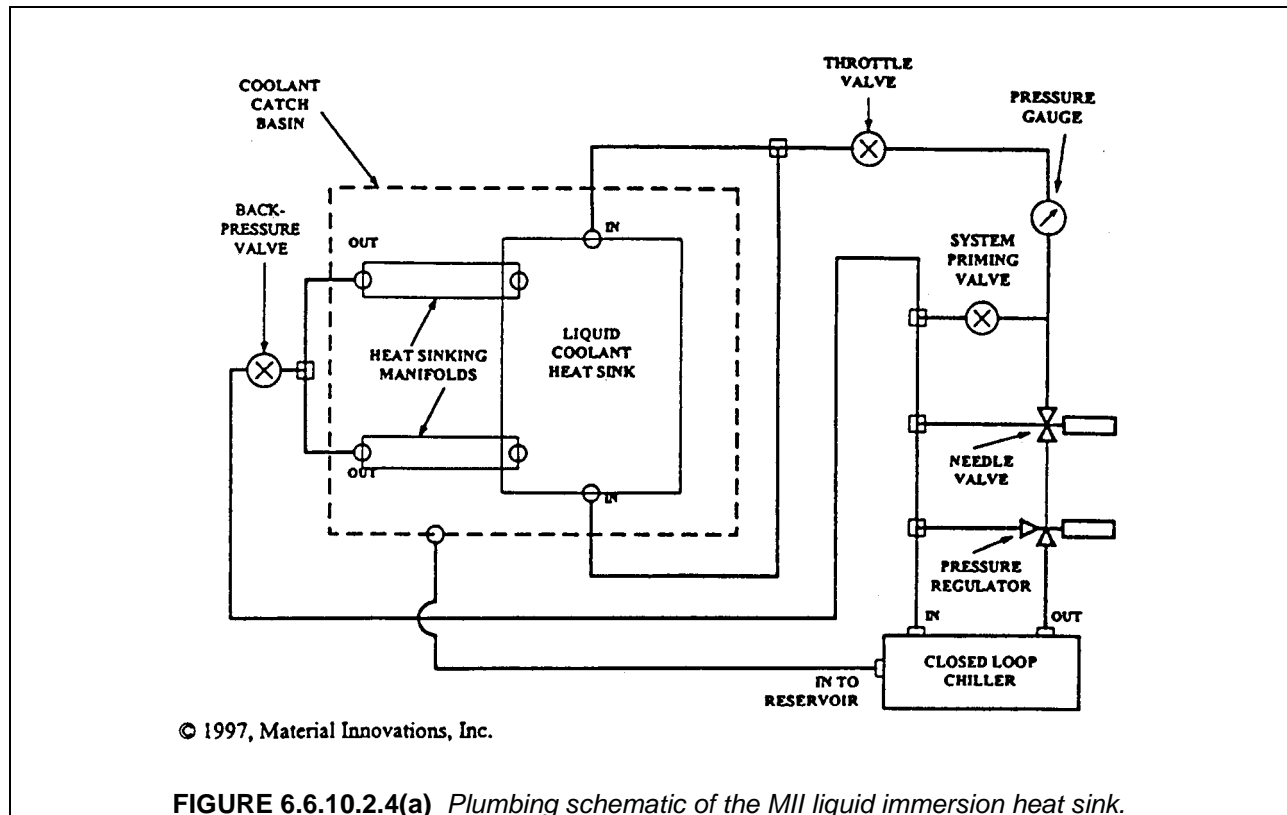 THROTTLE
VALVE
COOLANT
CATCH
BASIN
PRESSURE
GAUGE
BACK-
PRESSURE
VALVE
OUT
IN
SYSTEM
PRIMING
VALVE
HEAT SINKING
MANIFOLDS
LIQUID
COOLANT
HEAT SINK
OUT
IN
NEEDLE
VALVE
PRESSURE
REGULATOR
IN
OUT
CLOSED LOOP
CHILLER
IN TO
RESERVOIR
© 1997, Material Innovations, Inc.
FIGURE 6.6.10.2.4(a) Plumbing schematic of the MII liquid immersion heat sink.